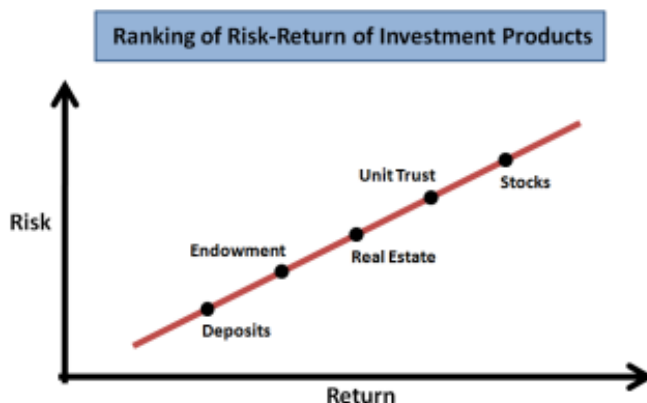 Ranking of Risk-Return of Investment Products
Unit Trust
Stocks
Risk
Endowment
Real Estate
Deposits
Return